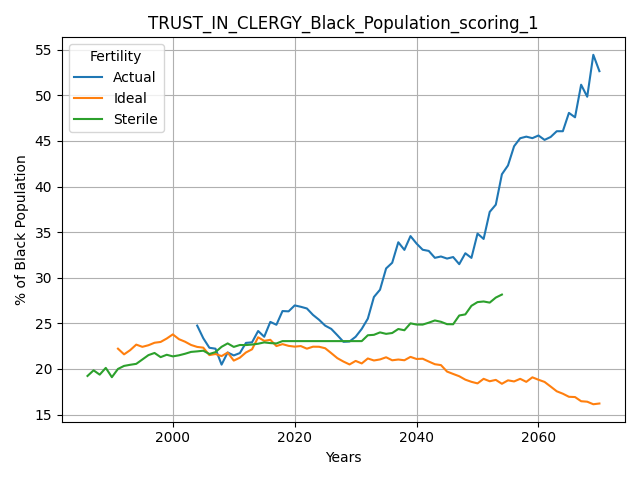 TRUST_IN_CLERGY_Black_Population_scoring_1
Fertility
Actual
Ideal
Sterile
% of Black Population
55
50
45
40
35
30
25
20
15
2000
2020
2040
2060
Years